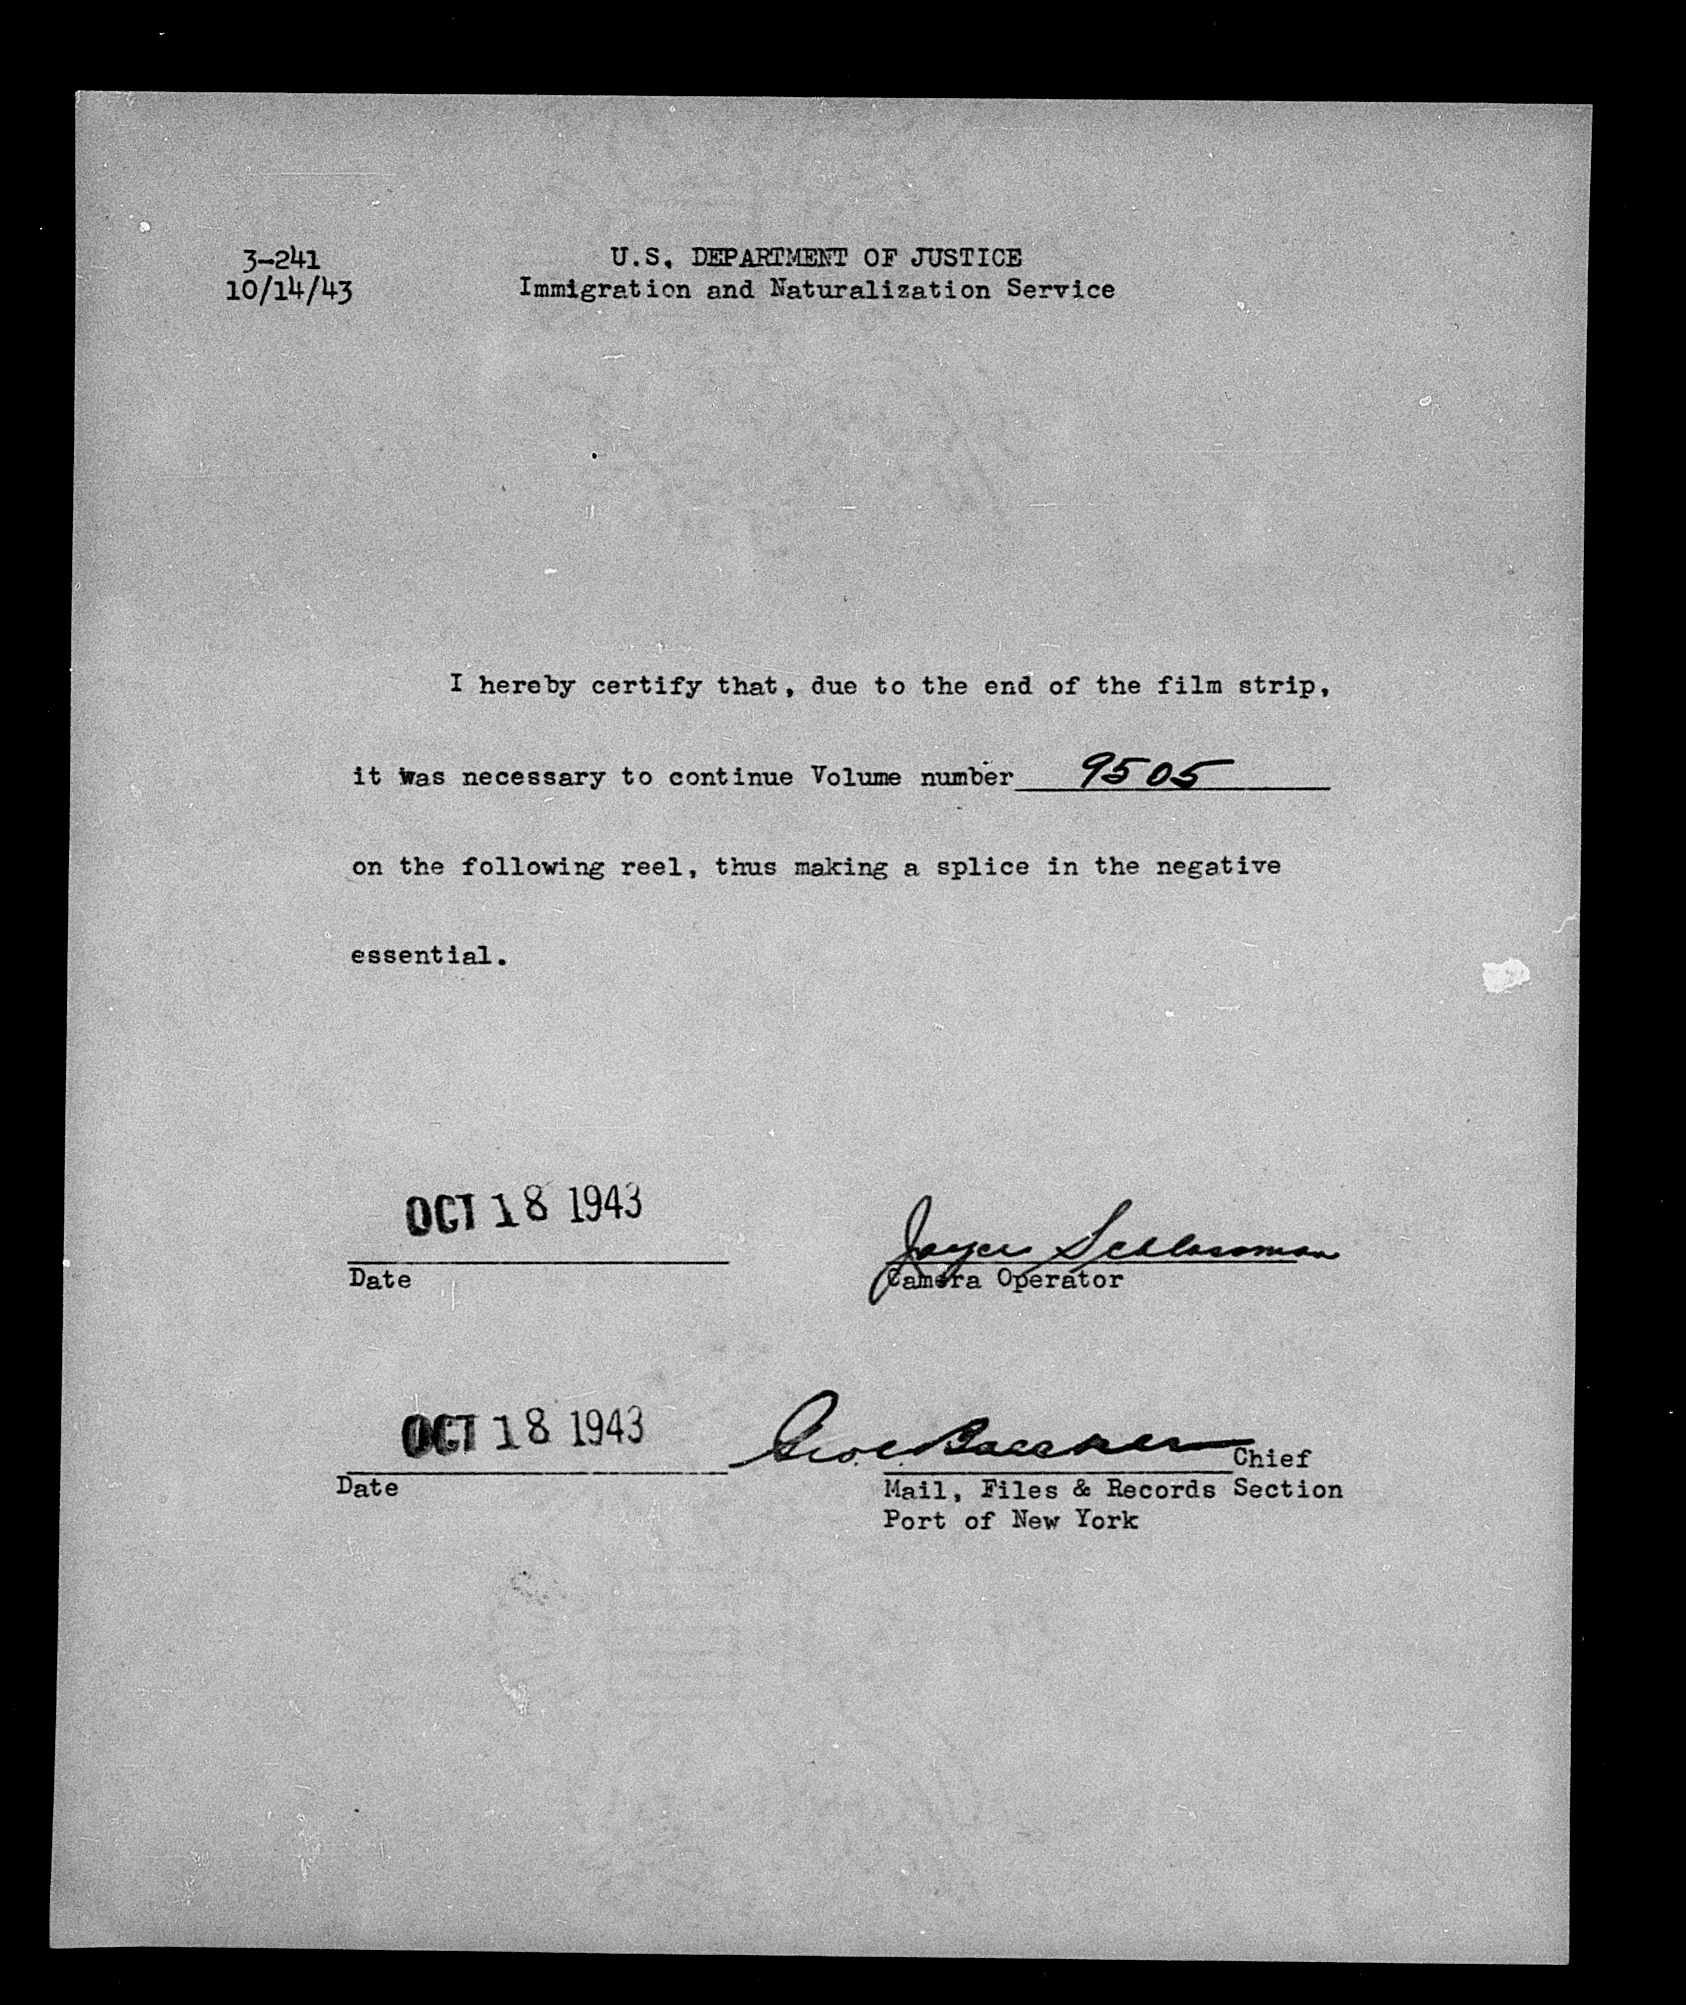 3-241
10/14/43
U.S. DEPARTMENT OF JUSTICE
Immigration and Naturalization Service
I hereby certify that, due to the end of the film strip,
it was necessary to continue Volume number 9505
on the following reel, thus making a splice in the negative
essential.
OCT 18 1943
Date
Joyce Schlossman
Camera Operator
OCT 18 1943
Date
Chief
Mail, Files & Records Section
Port of New York